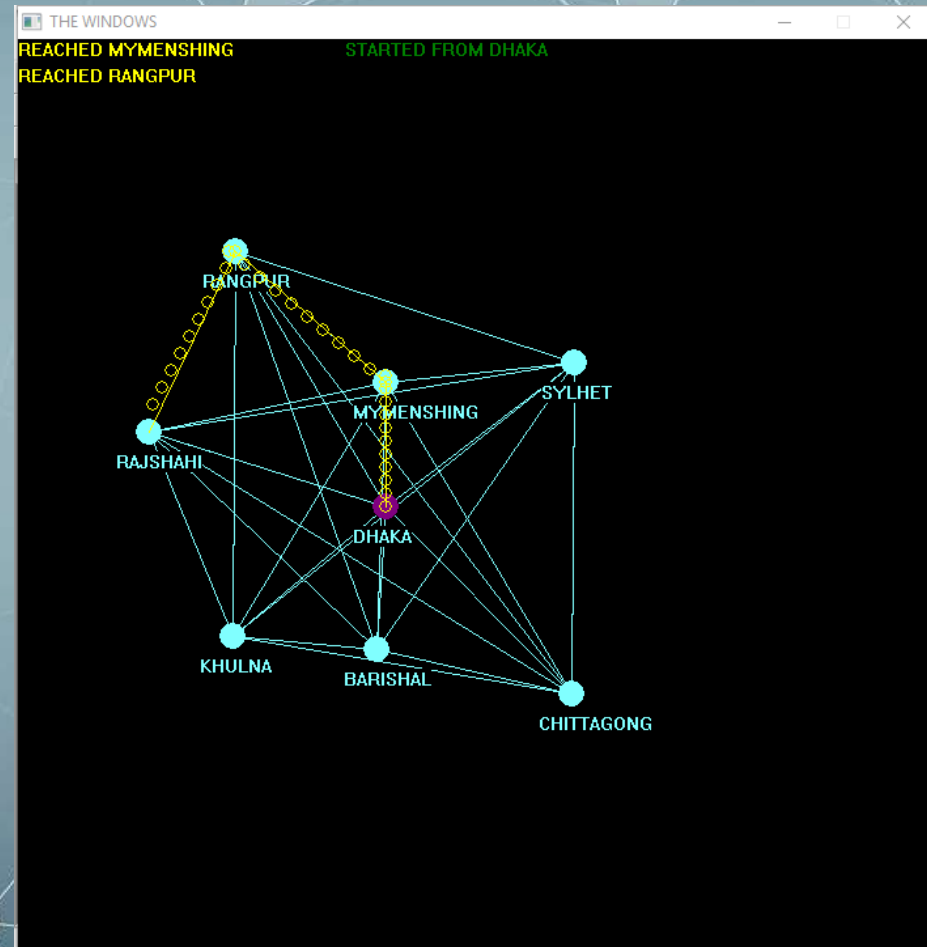 THE WINDOWS
REACHED MYMENSHING
STARTED FROM DHAKA
REACHED RANGPUR
RANGPUR
SYLHET
MYMENSHING
RAJSHAHI
DHAKA
KHULNA
BARISHAL
CHITTAGONG